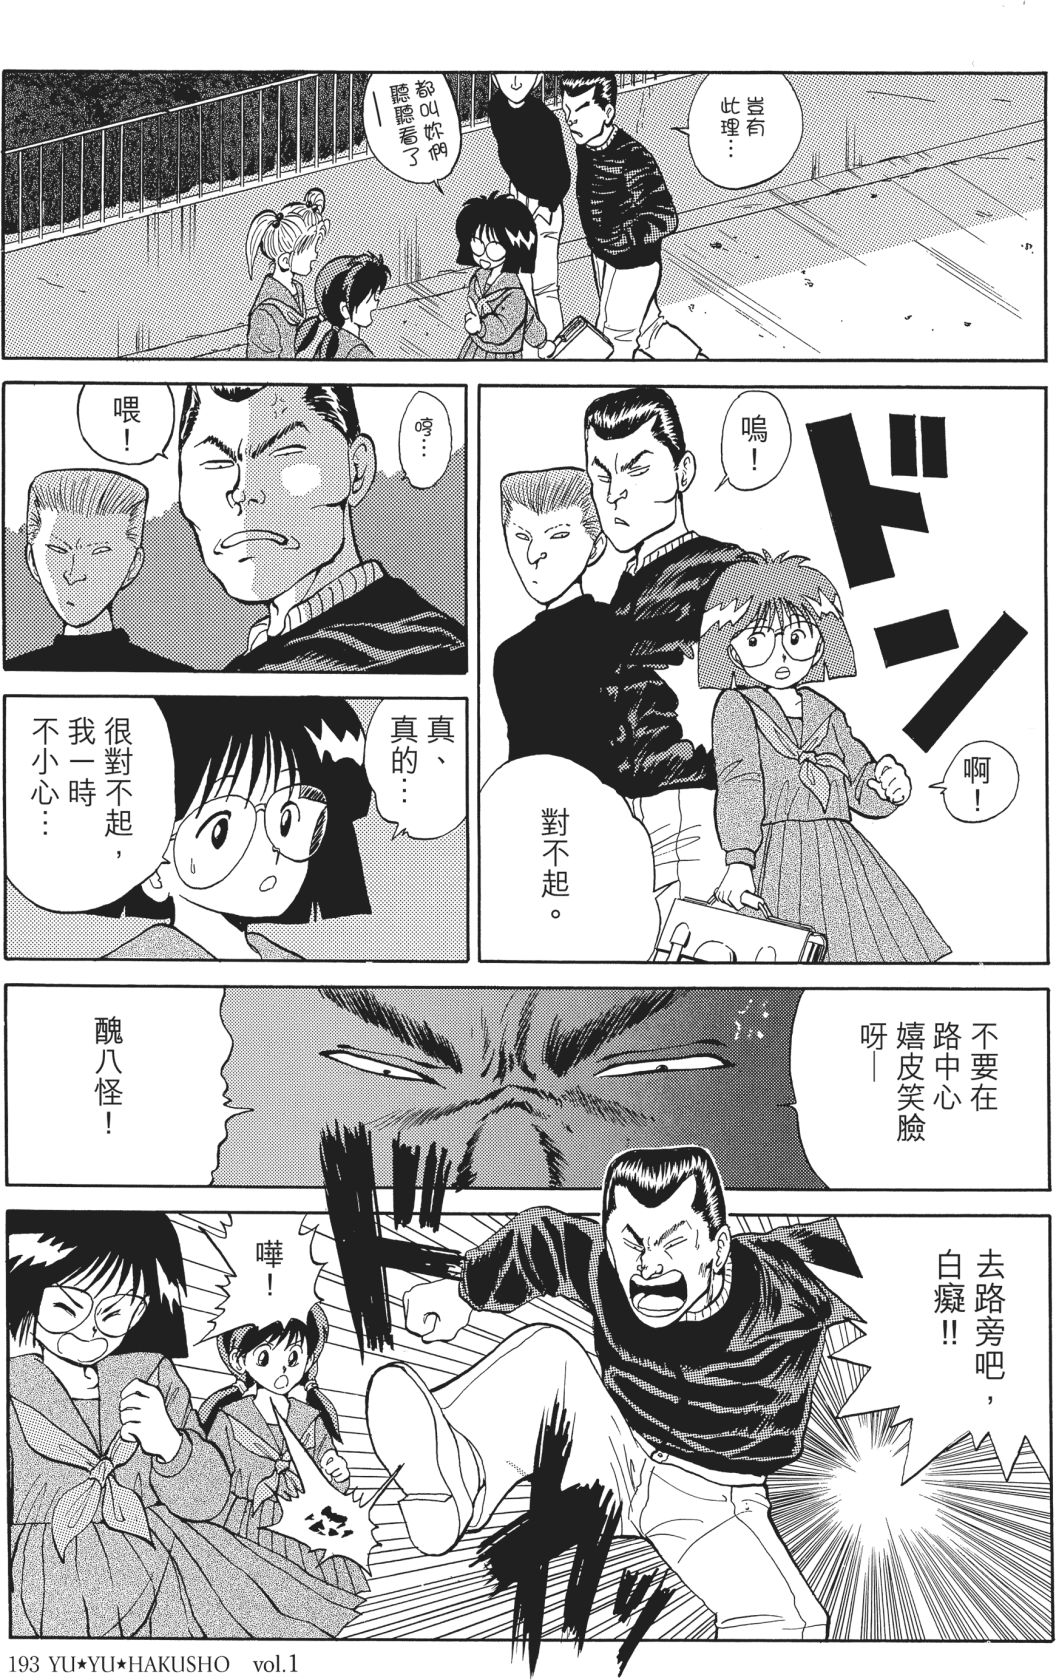 豈有
此理…
都叫妳們
聽聽看了
—
嗚！
ドン
啊！
對不起。
哼…
喂！
真、
真的…
很對不起，
我一時
不小心…
不要在
路中心
嬉皮笑臉
呀—
醜八怪！
去路旁吧，
白癡!!
嘩！
193 YU★YU★HAKUSHO vol.1